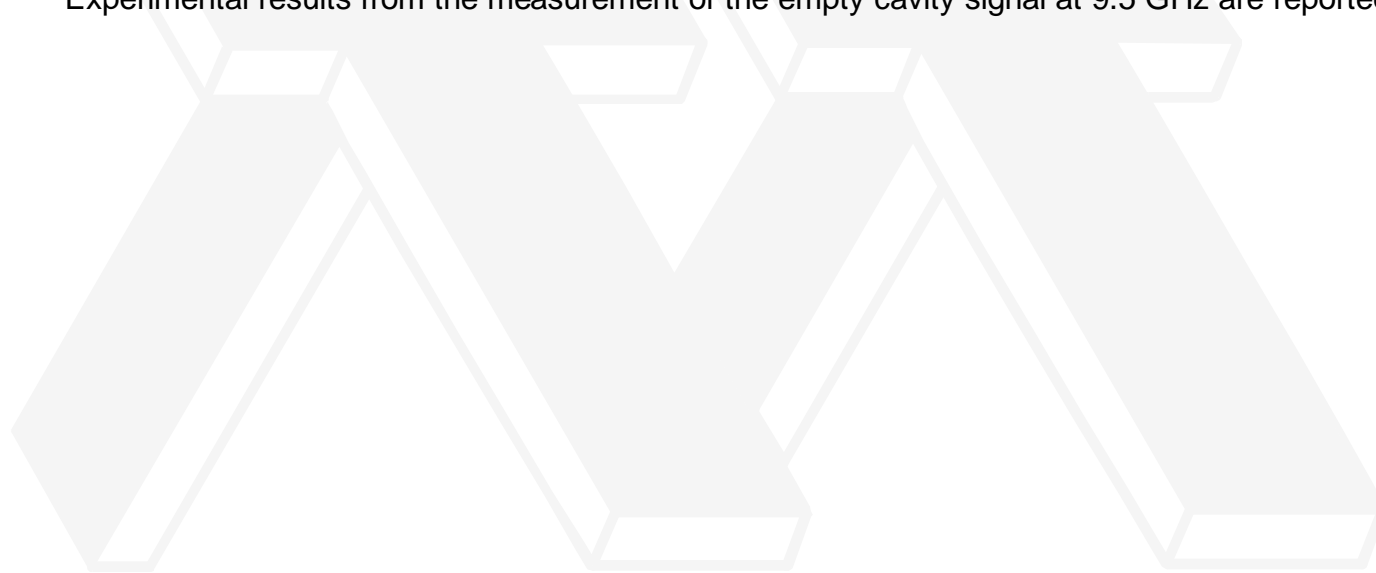 Experimental results from the measurement of the empty cavity signal at 9.5 GHz are reported